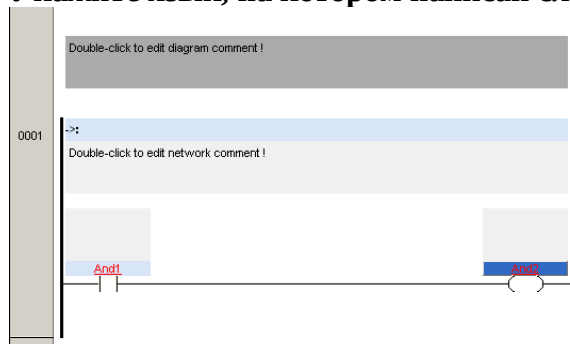 Double-click to edit diagram comment !
0001
->:
Double-click to edit network comment !
And1
And2